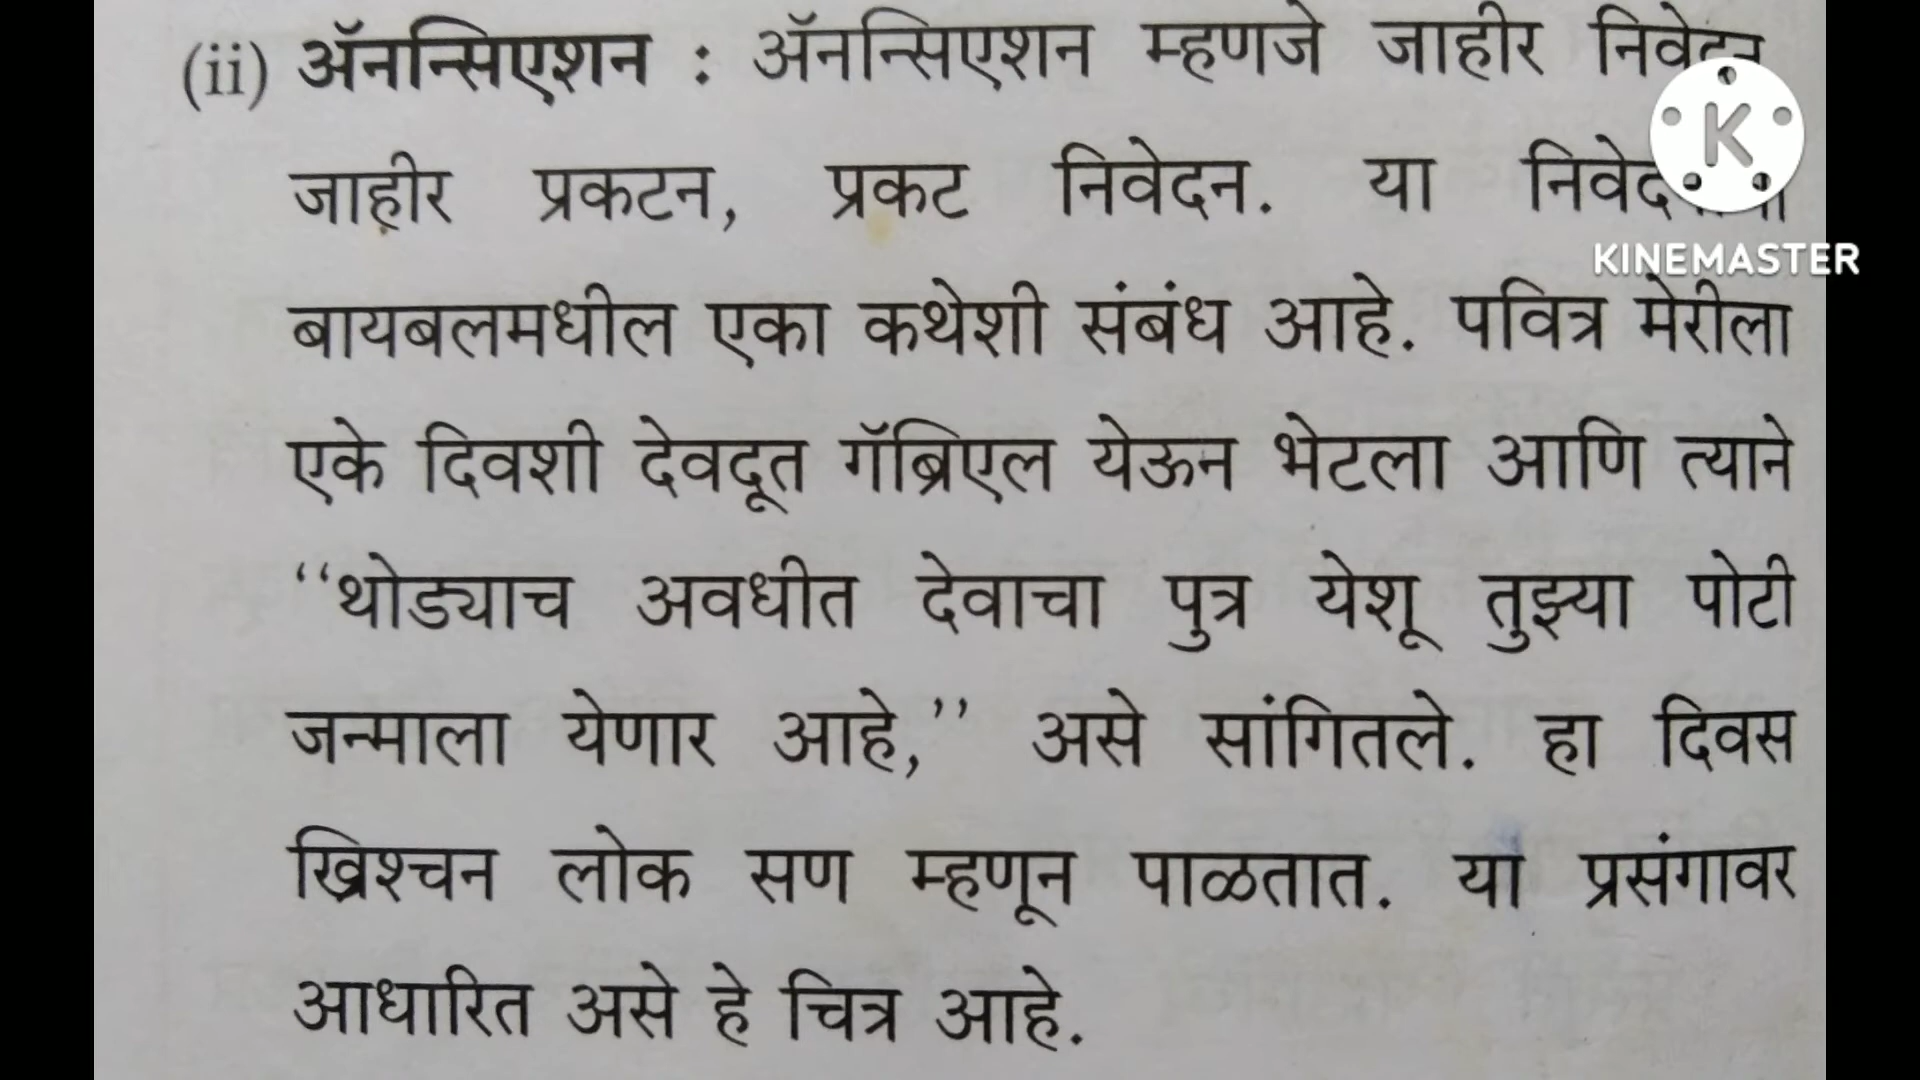 (ii) ॲनन्सिएशन : ॲनन्सिएशन म्हणजे जाहीर निवेदन
जाहीर प्रकटन, प्रकट निवेदन. या
KINEMASTER
बायबलमधील एका कथेशी संबंध आहे. पवित्र मेरीला
एके दिवशी देवदूत गॅब्रिएल येऊन भेटला आणि त्याने
‘‘थोड्याच अवधीत देवाचा पुत्र येशू तुझ्या पोटी
जन्माला येणार आहे,’’ असे सांगितले. हा दिवस
ख्रिश्चन लोक सण म्हणून पाळतात. या प्रसंगावर
आधारित असे हे चित्र आहे.